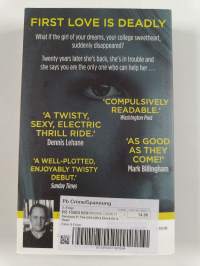 FIRST LOVE IS DEADLY
What if the girl of your dreams, your college sweetheart,
suddenly disappeared?
Twenty years later she's back, she's in trouble and
she says you are the only one who can help her ...
'COMPULSIVELY
READABLE.'
Washington Post
'A TWISTY,
SEXY, ELECTRIC
THRILL RIDE.'
Dennis Lehane
'AS GOOD
AS THEY
COME!'
Mark Billingham
'A WELL-PLOTTED,
ENJOYABLY TWISTY
DEBUT.'
Sunday Times
Pb Crime/Spannung